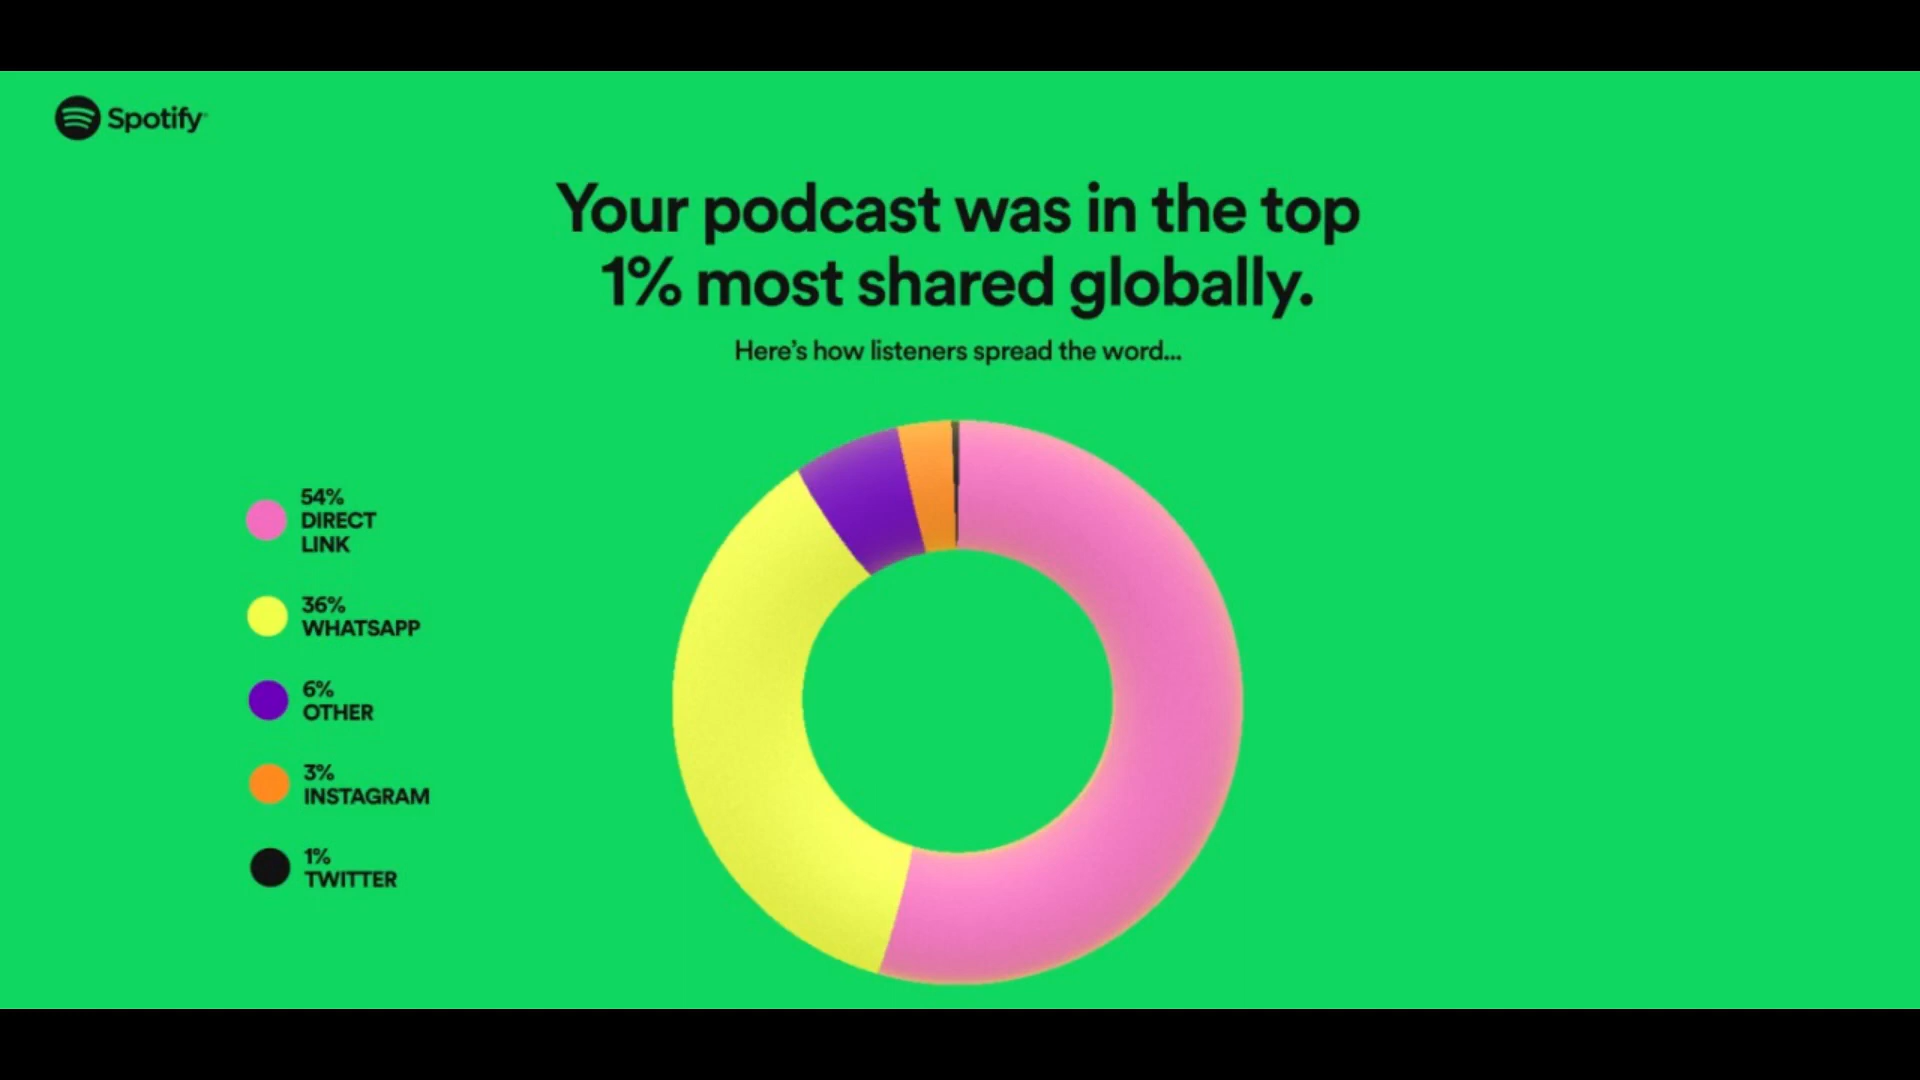 Spotify
Your podcast was in the top
1% most shared globally.
Here's how listeners spread the word...
54%
DIRECT
LINK
36%
WHATSAPP
6%
OTHER
3%
INSTAGRAM
1%
TWITTER